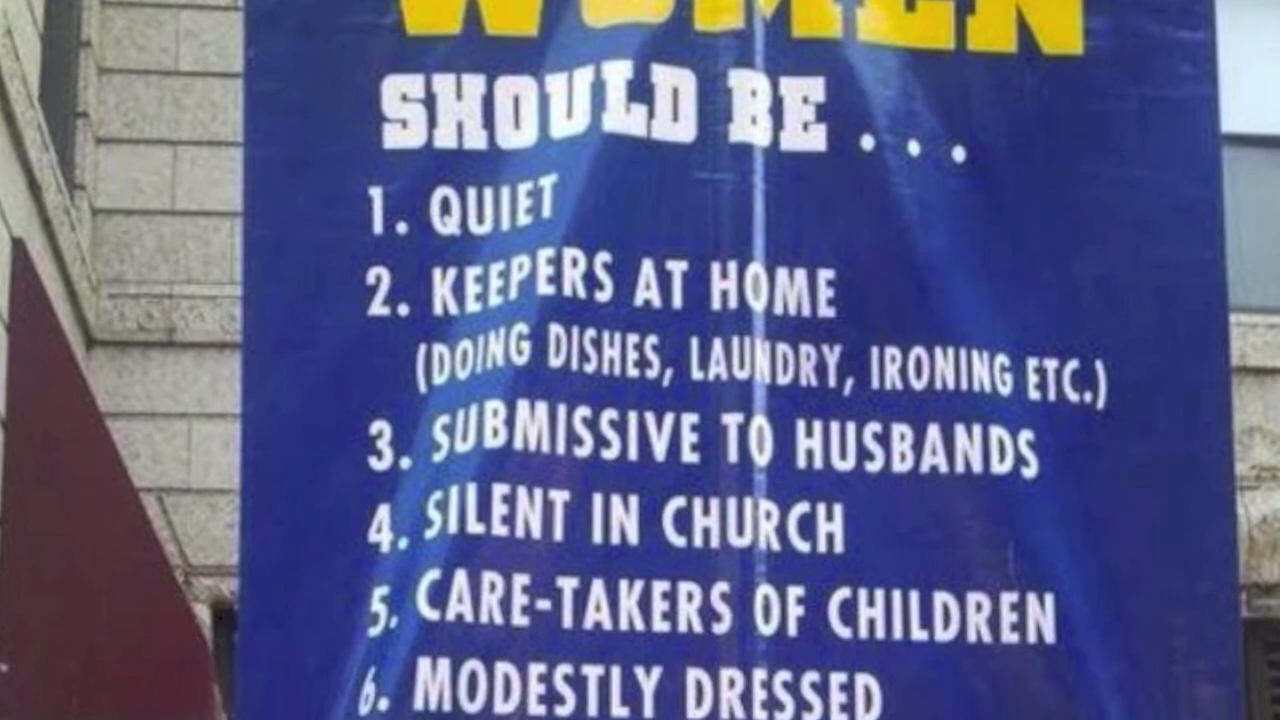 WOMEN
SHOULD BE . . .
1. QUIET
2. KEEPERS AT HOME
(DOING DISHES, LAUNDRY, IRONING ETC.)
3. SUBMISSIVE TO HUSBANDS
4. SILENT IN CHURCH
5. CARE-TAKERS OF CHILDREN
6. MODESTLY DRESSED